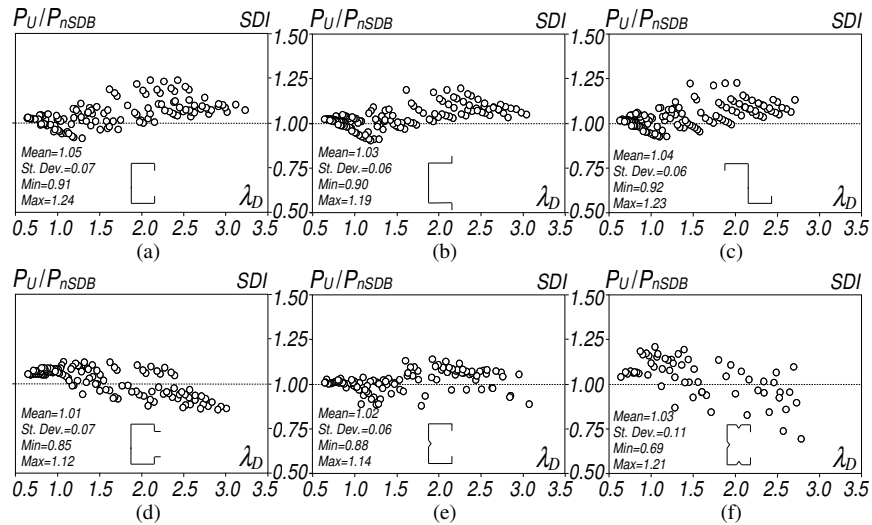 P_U/P_nSDB SDI P_U/P_nSDB SDI P_U/P_nSDB SDI
1.50 1.50 1.50
1.25 1.25 1.25
1.00 1.00 1.00
0.75 0.75 0.75
0.50 0.50 0.50
Mean=1.05
St. Dev.=0.07
Min=0.91
Max=1.24
λ_D
Mean=1.03
St. Dev.=0.06
Min=0.90
Max=1.19
λ_D
Mean=1.04
St. Dev.=0.06
Min=0.92
Max=1.23
λ_D
0.5 1.0 1.5 2.0 2.5 3.0 3.5 0.5 1.0 1.5 2.0 2.5 3.0 3.5 0.5 1.0 1.5 2.0 2.5 3.0 3.5
(a) (b) (c)
P_U/P_nSDB SDI P_U/P_nSDB SDI P_U/P_nSDB SDI
1.50 1.50 1.50
1.25 1.25 1.25
1.00 1.00 1.00
0.75 0.75 0.75
0.50 0.50 0.50
Mean=1.01
St. Dev.=0.07
Min=0.85
Max=1.12
λ_D
Mean=1.02
St. Dev.=0.06
Min=0.88
Max=1.14
λ_D
Mean=1.03
St. Dev.=0.11
Min=0.69
Max=1.21
λ_D
0.5 1.0 1.5 2.0 2.5 3.0 3.5 0.5 1.0 1.5 2.0 2.5 3.0 3.5 0.5 1.0 1.5 2.0 2.5 3.0 3.5
(d) (e) (f)